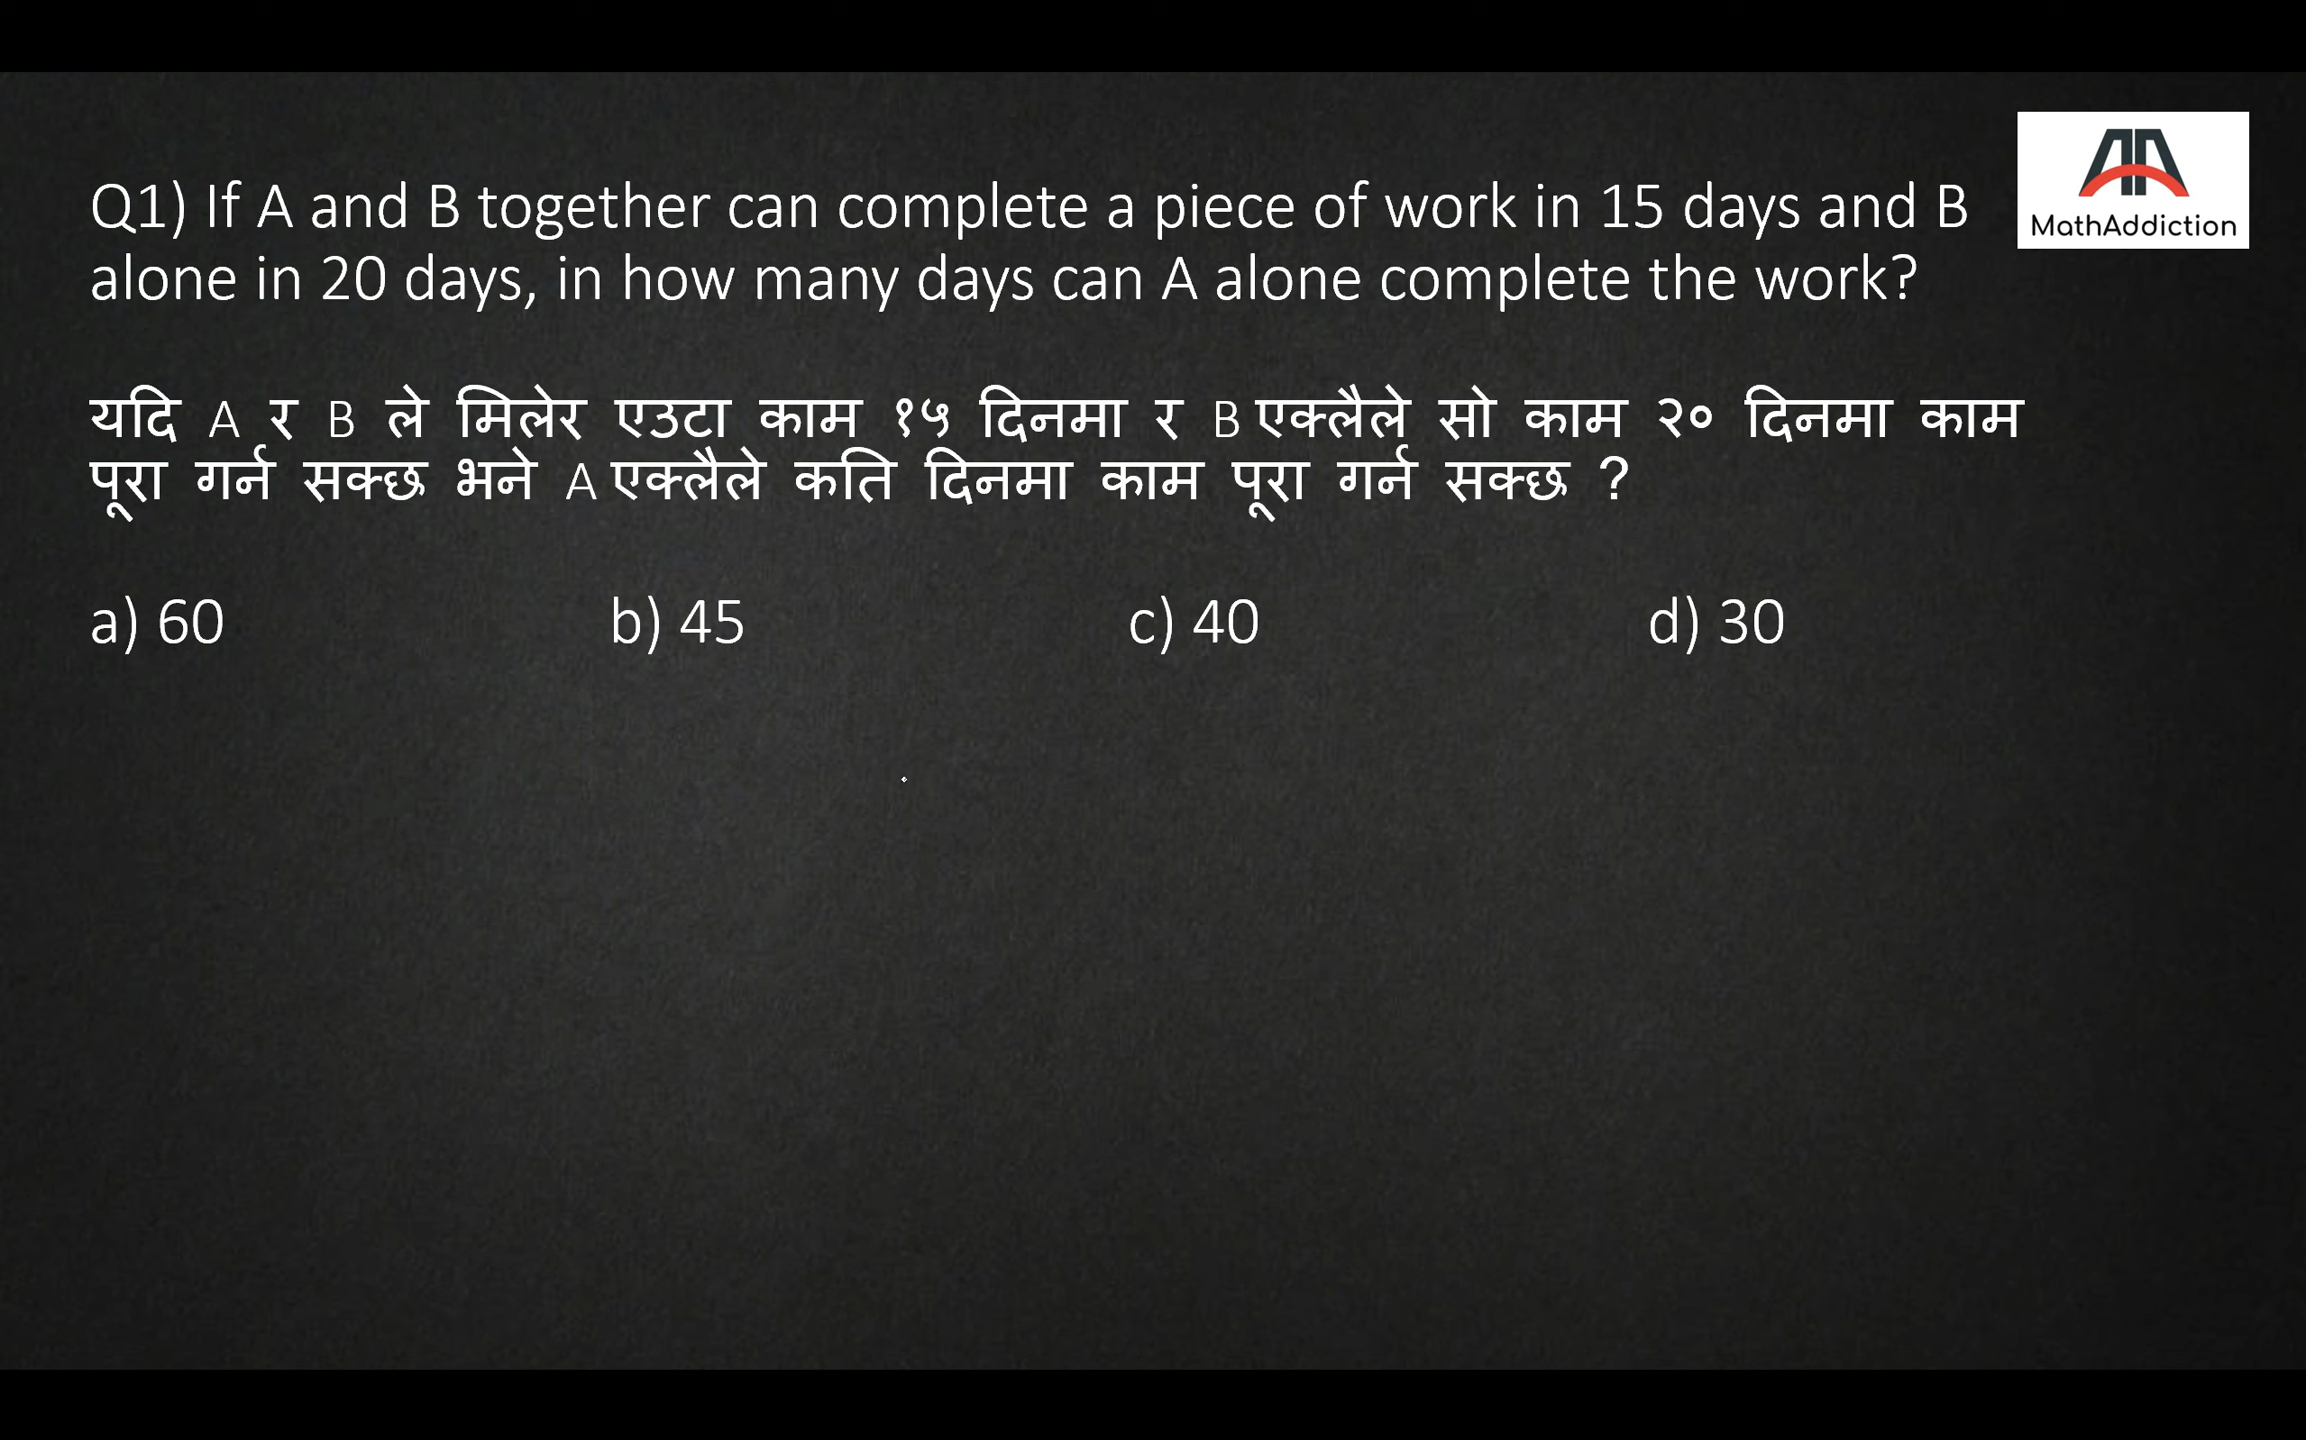 Q1) If A and B together can complete a piece of work in 15 days and B
alone in 20 days, in how many days can A alone complete the work?
MathAddiction
यदि A र B ले मिलेर एउटा काम १५ दिनमा र B एक्लैले सो काम २० दिनमा काम
पूरा गर्न सक्छ भने A एक्लैले कति दिनमा काम पूरा गर्न सक्छ ?
a) 60 b) 45 c) 40 d) 30